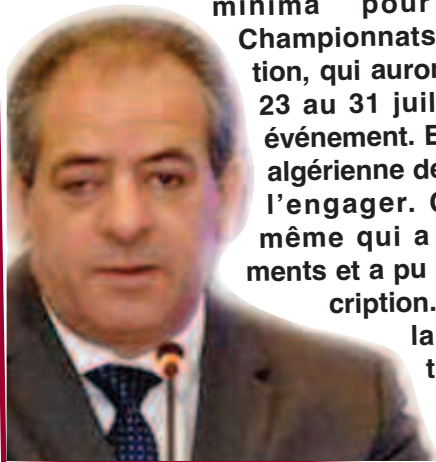 minima pour
Championnats
tion, qui auron
23 au 31 juil
événement. E
algérienne de
l'engager.
même qui a
ments et a pu
cription.
la
t